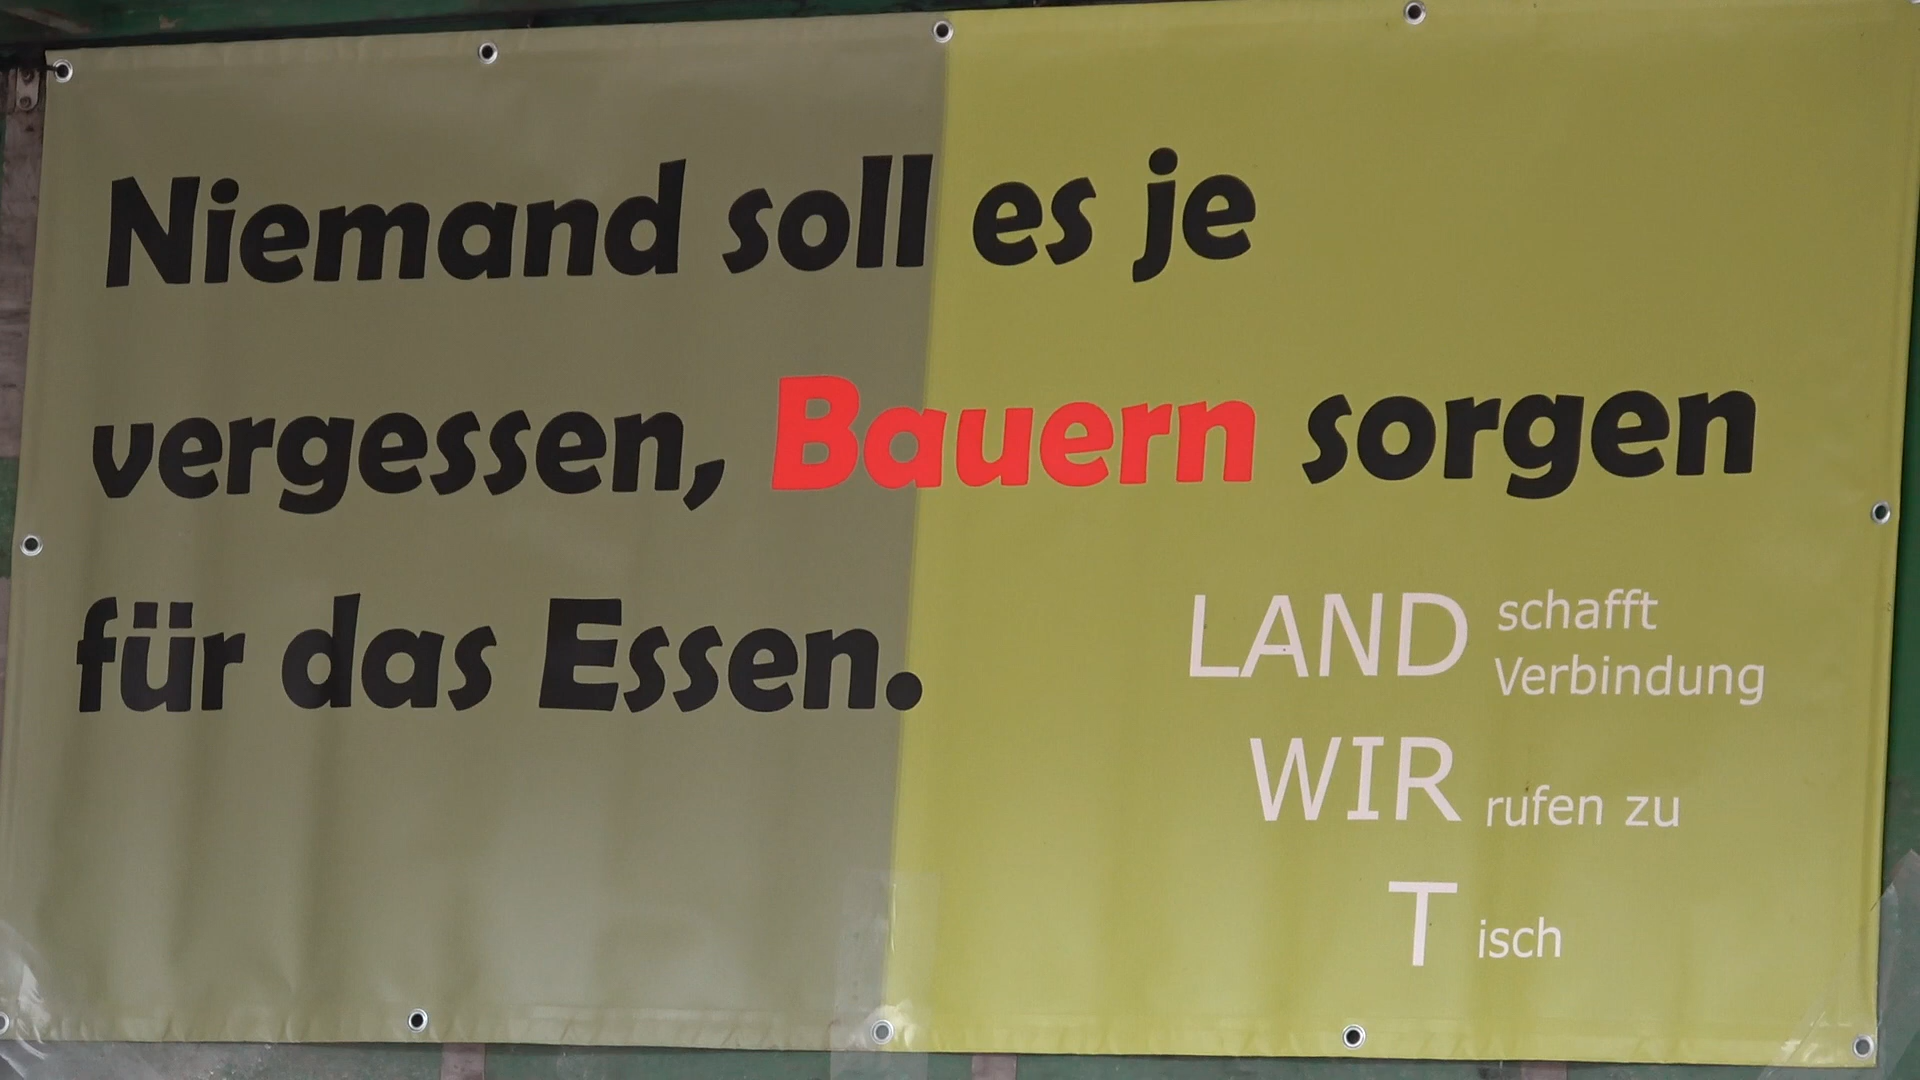 Niemand soll es je
vergessen, Bauern sorgen
für das Essen.
LAND schafft
Verbindung
WIR rufen zu
T isch